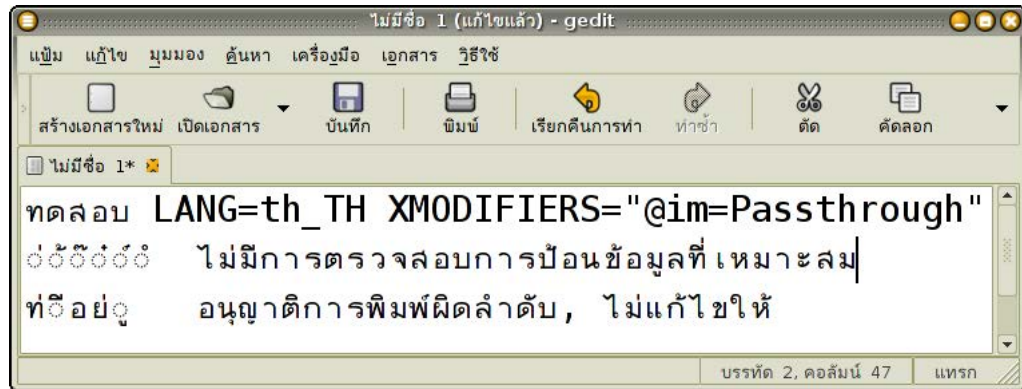 ไม่มีชื่อ 1 (แก้ไขแล้ว) - gedit
แฟ้ม แก้ไข มุมมอง ค้นหา เครื่องมือ เอกสาร วิธีใช้
สร้างเอกสารใหม่ เปิดเอกสาร บันทึก พิมพ์ เรียกคืนการทำ ทำซ้ำ ตัด คัดลอก
ไม่มีชื่อ 1*
ทดสอบ LANG=th_TH XMODIFIERS="@im=Passthrough"
่ ้ ๊ ๋ ์ ํ ไม่มีการตรวจสอบการป้อนข้อมูลที่เหมาะสม
ท่ีอยู่ อนุญาติการพิมพ์ผิดลำดับ, ไม่แก้ไขให้
บรรทัด 2, คอลัมน์ 47 แทรก